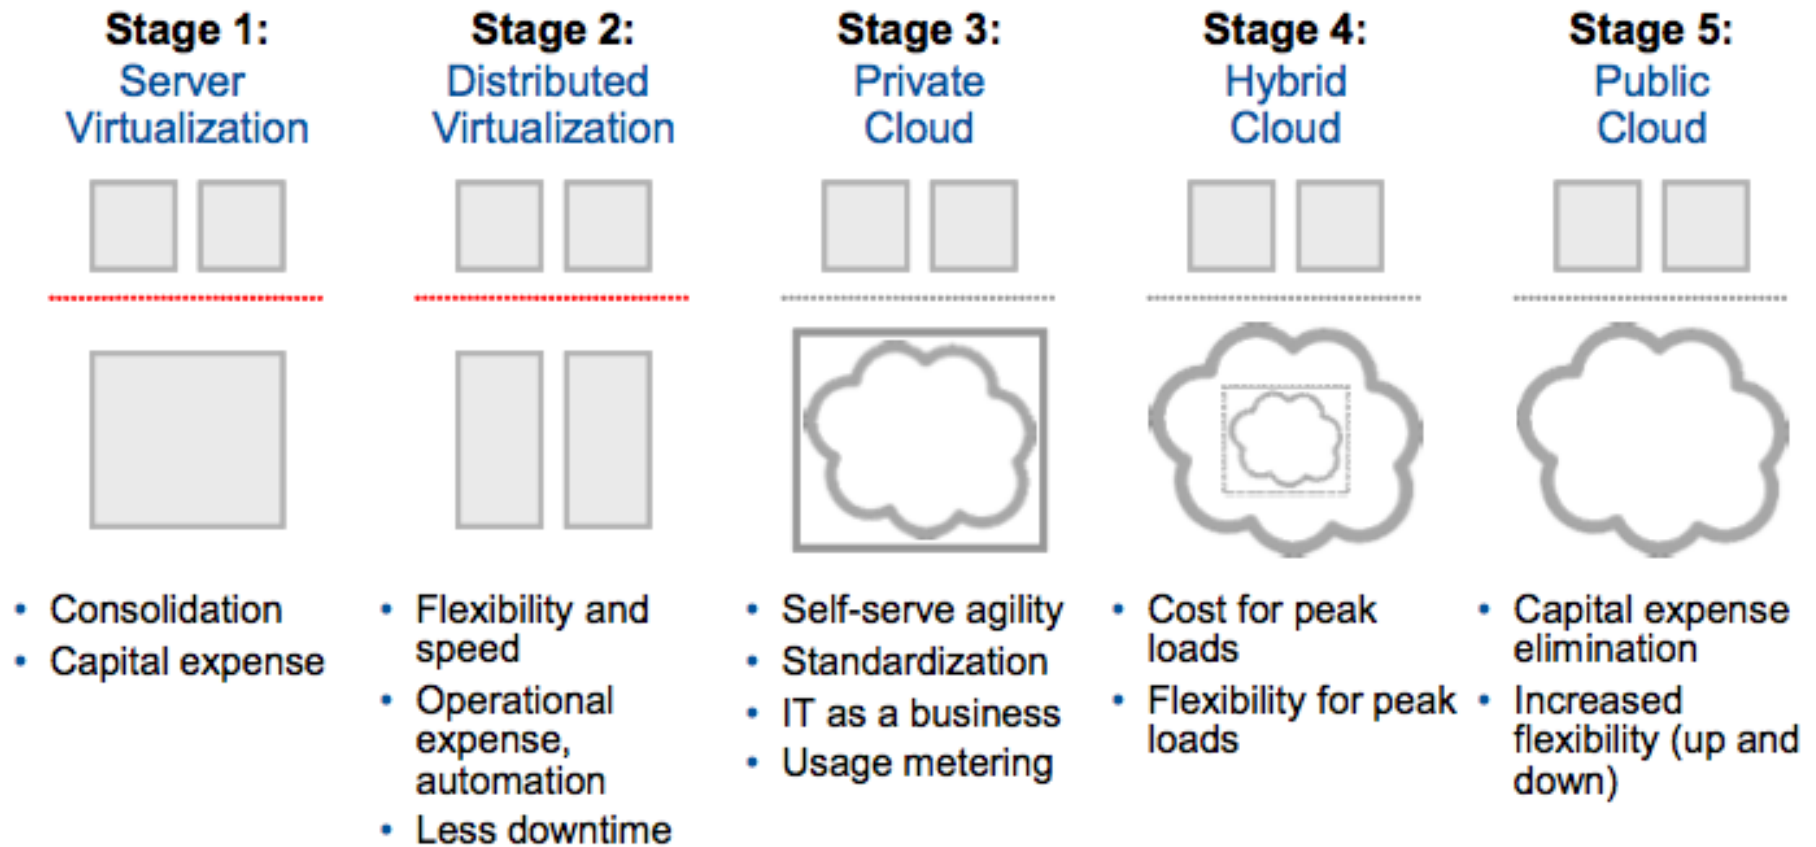 Stage 1:
Server
Virtualization
• Consolidation
• Capital expense
Stage 2:
Distributed
Virtualization
• Flexibility and
speed
• Operational
expense,
automation
• Less downtime
Stage 3:
Private
Cloud
• Self-serve agility
• Standardization
• IT as a business
• Usage metering
Stage 4:
Hybrid
Cloud
• Cost for peak
loads
• Flexibility for peak
loads
Stage 5:
Public
Cloud
• Capital expense
elimination
• Increased
flexibility (up and
down)